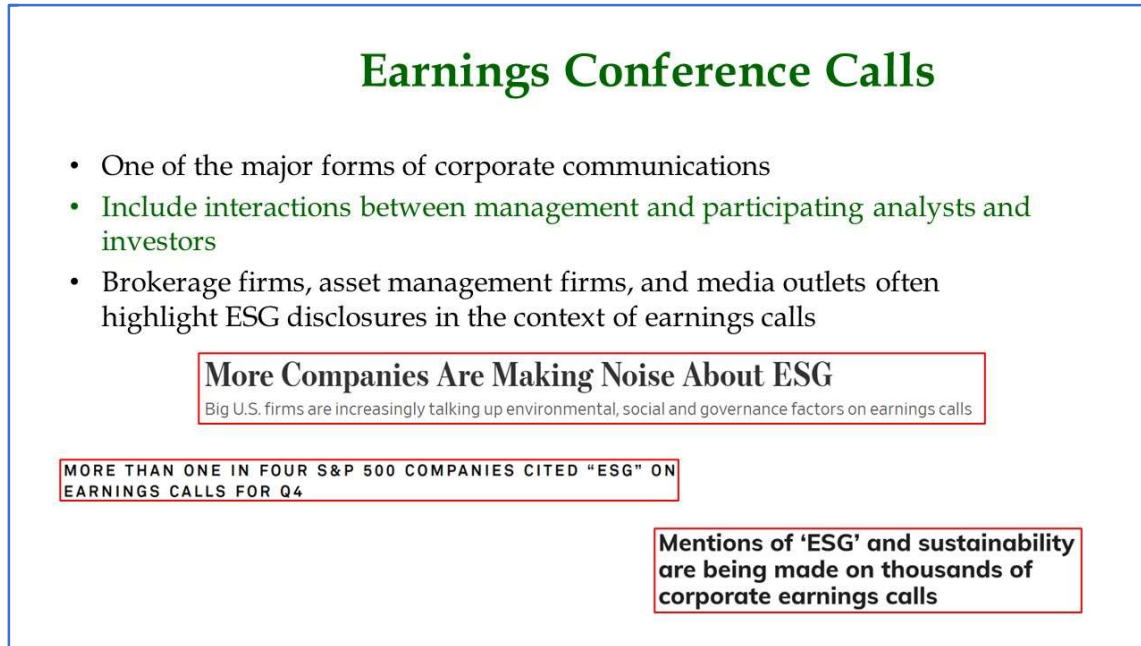 Earnings Conference Calls
• One of the major forms of corporate communications
• Include interactions between management and participating analysts and
investors
• Brokerage firms, asset management firms, and media outlets often
highlight ESG disclosures in the context of earnings calls
More Companies Are Making Noise About ESG
Big U.S. firms are increasingly talking up environmental, social and governance factors on earnings calls
MORE THAN ONE IN FOUR S&P 500 COMPANIES CITED “ESG” ON
EARNINGS CALLS FOR Q4
Mentions of ‘ESG’ and sustainability
are being made on thousands of
corporate earnings calls